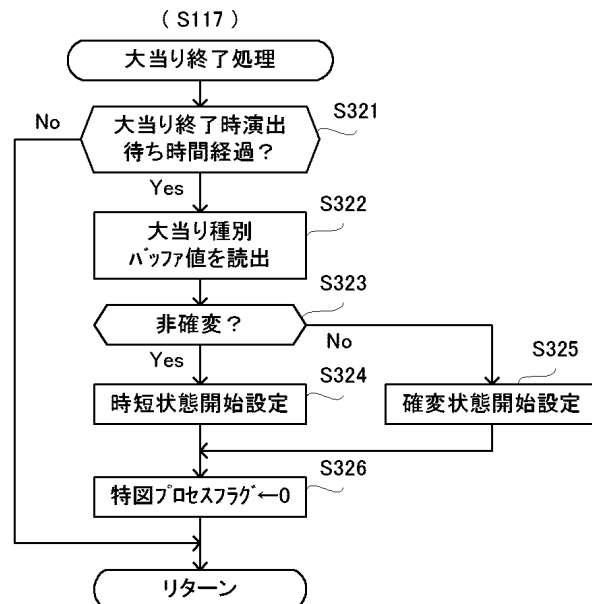 ( S117 )
大当り終了処理
No
大当り終了時演出
待ち時間経過？
S321
Yes
S322
大当り種別
ﾊﾞｯﾌｧ値を読出
S323
非確変？
No
Yes
S324
S325
時短状態開始設定
確変状態開始設定
S326
特図ﾌﾟﾛｾｽﾌﾗｸﾞ←0
リターン